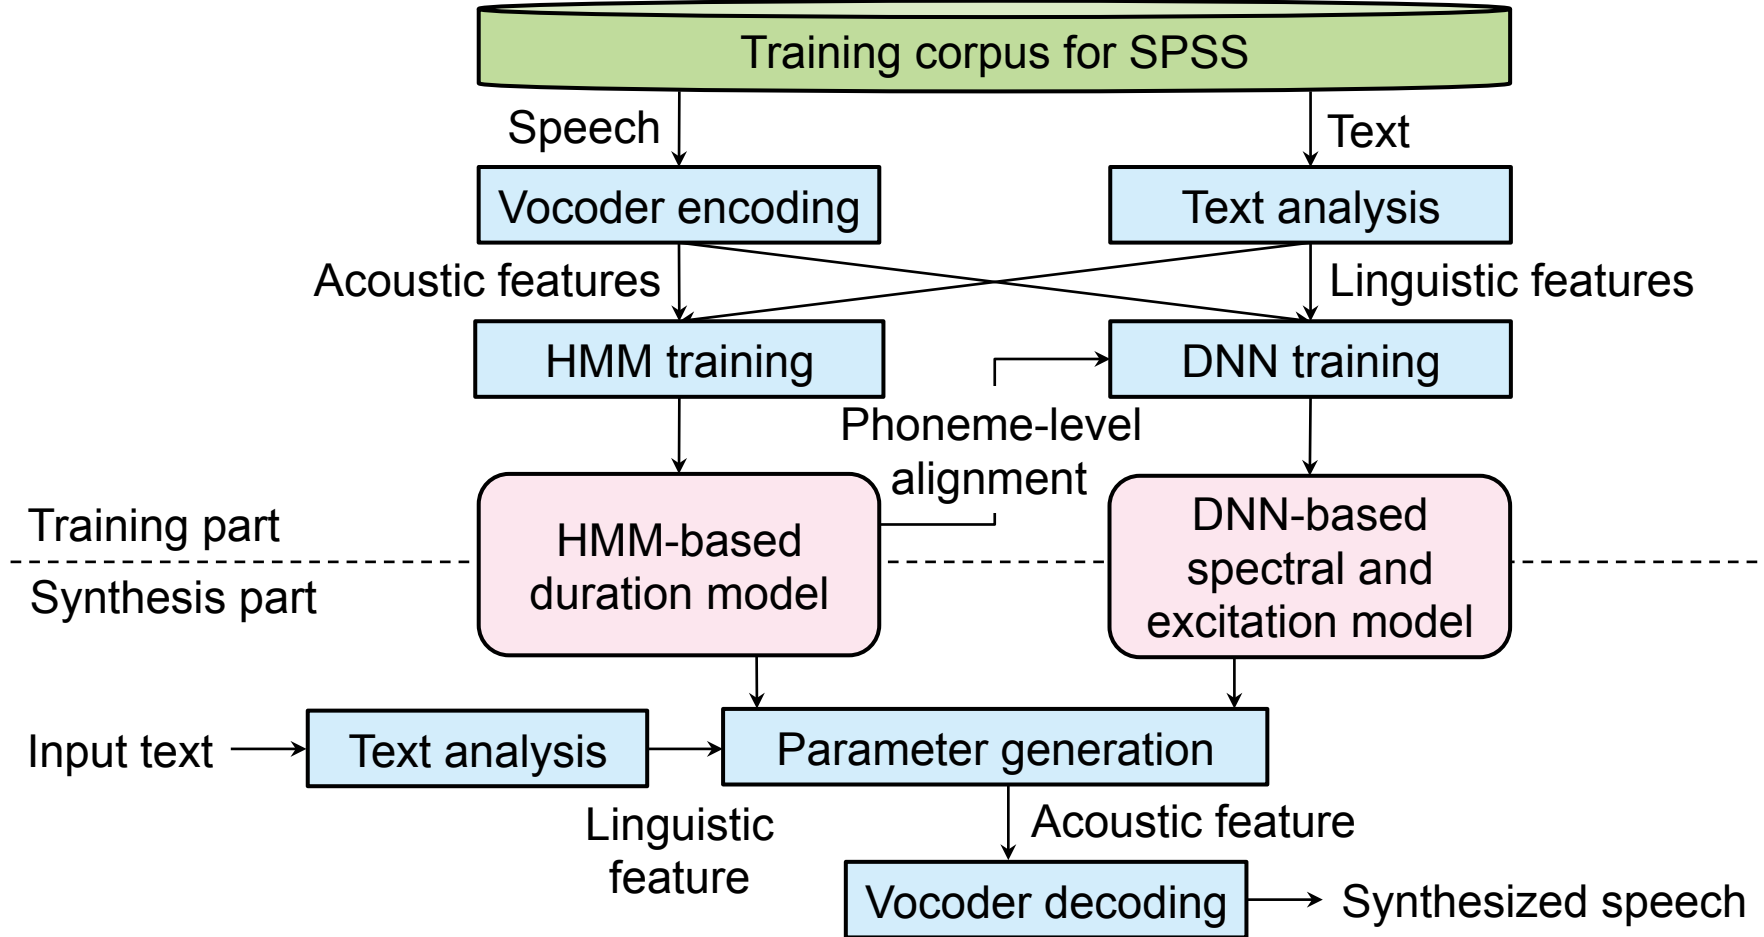 Training corpus for SPSS
Speech
Text
Vocoder encoding
Text analysis
Acoustic features
Linguistic features
HMM training
DNN training
Phoneme-level
alignment
HMM-based
duration model
DNN-based
spectral and
excitation model
Training part
Synthesis part
Input text
Text analysis
Parameter generation
Linguistic
feature
Acoustic feature
Vocoder decoding
Synthesized speech